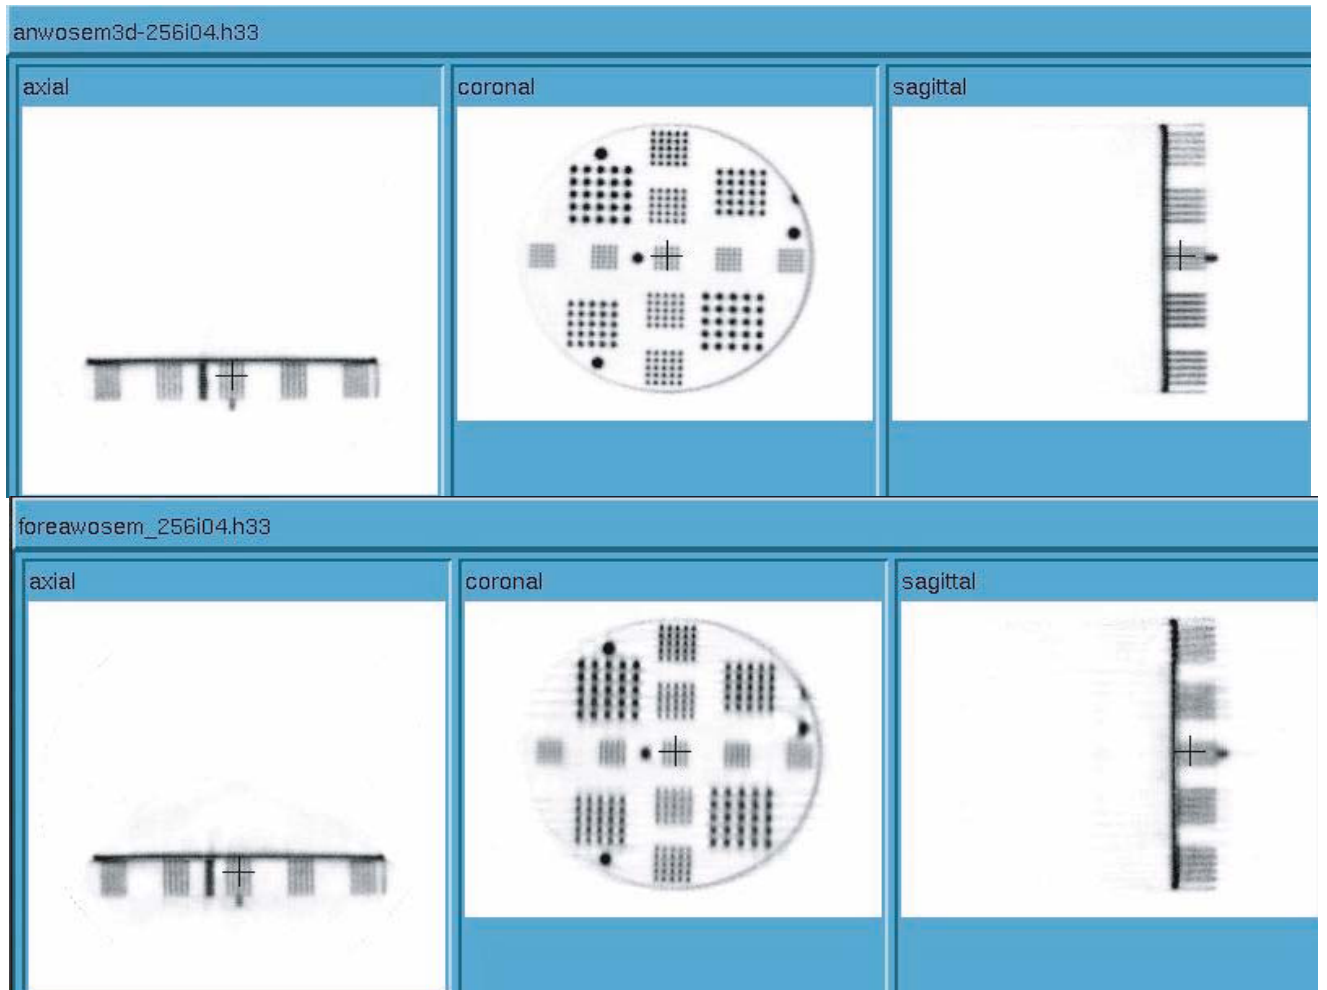 anwosem3d-256i04.h33
axial
coronal
sagittal
foreawosem_256i04.h33
axial
coronal
sagittal